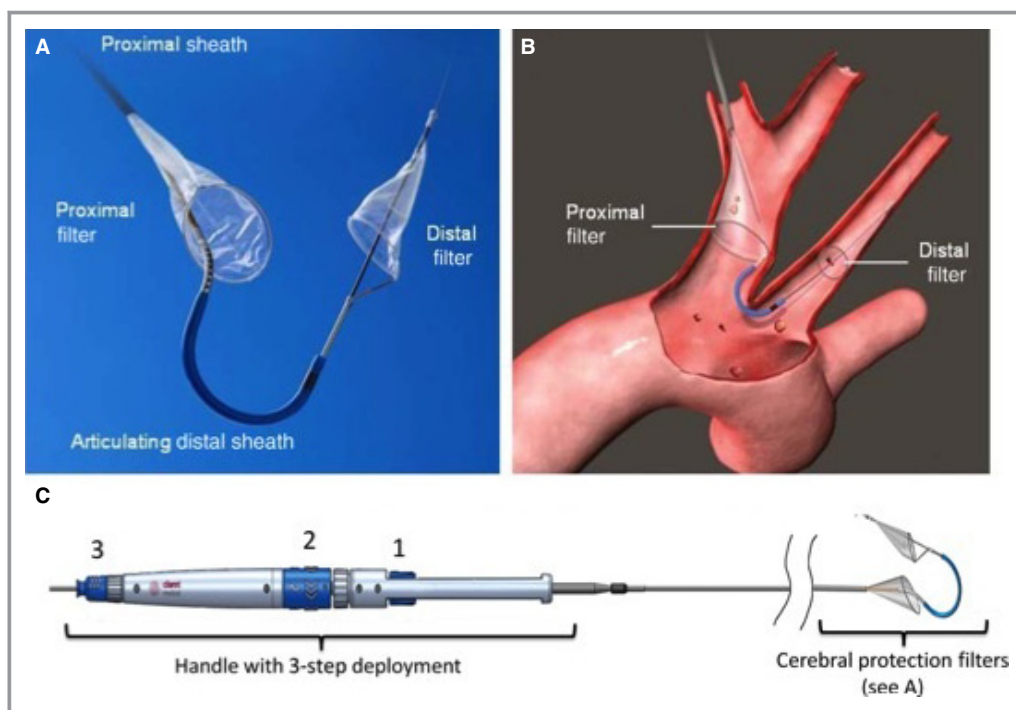 A
Proximal sheath
Proximal
filter
Distal
filter
Articulating distal sheath
B
Proximal
filter
Distal
filter
C
3
2
1
claret
Handle with 3-step deployment
Cerebral protection filters
(see A)